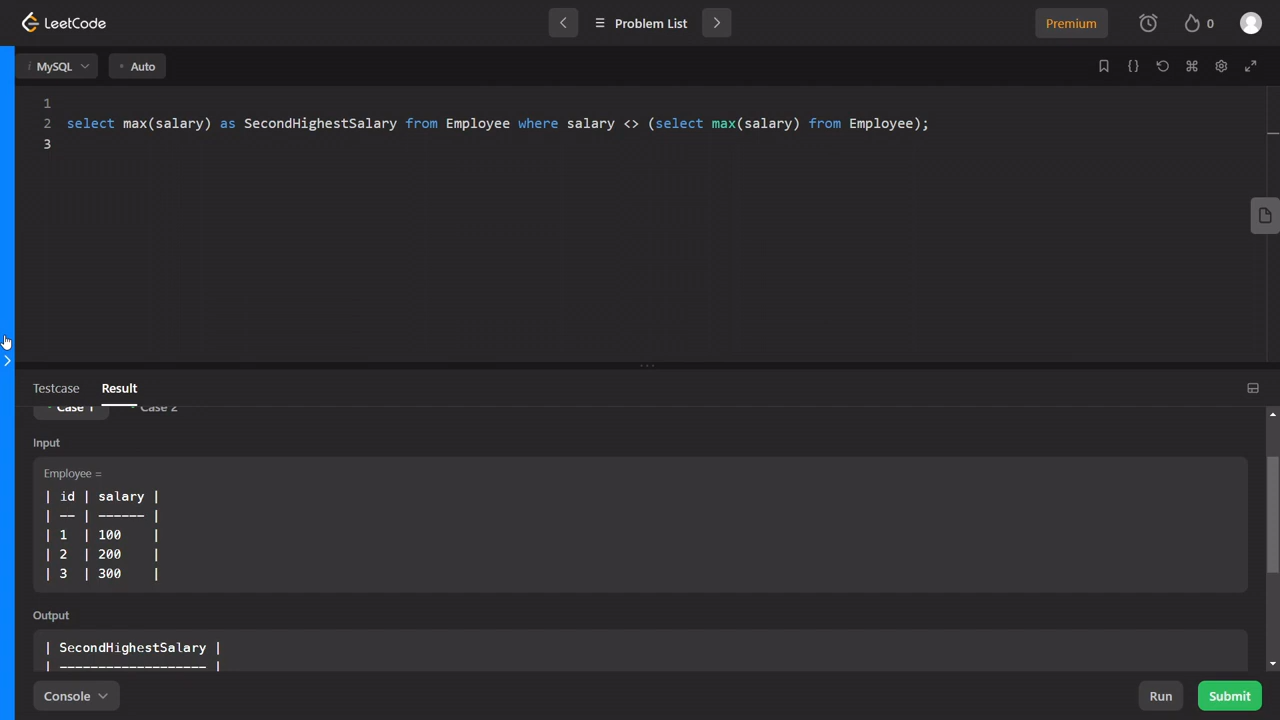 LeetCode
Problem List
Premium
0
MySQL
Auto
1
2 select max(salary) as SecondHighestSalary from Employee where salary <> (select max(salary) from Employee);
3
Testcase Result
Case 1 Case 2
Input
Employee =
| id | salary |
| -- | ------ |
| 1 | 100 |
| 2 | 200 |
| 3 | 300 |
Output
| SecondHighestSalary |
| ------------------- |
Console
Run
Submit